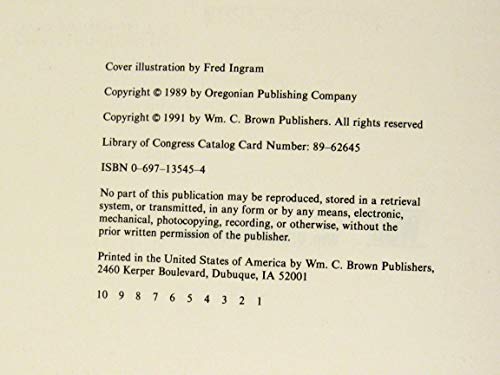 Cover illustration by Fred Ingram
Copyright © 1989 by Oregonian Publishing Company
Copyright © 1991 by Wm. C. Brown Publishers. All rights reserved
Library of Congress Catalog Card Number: 89–62645
ISBN 0–697–13545–4
No part of this publication may be reproduced, stored in a retrieval
system, or transmitted, in any form or by any means, electronic,
mechanical, photocopying, recording, or otherwise, without the
prior written permission of the publisher.
Printed in the United States of America by Wm. C. Brown Publishers,
2460 Kerper Boulevard, Dubuque, IA 52001
10 9 8 7 6 5 4 3 2 1